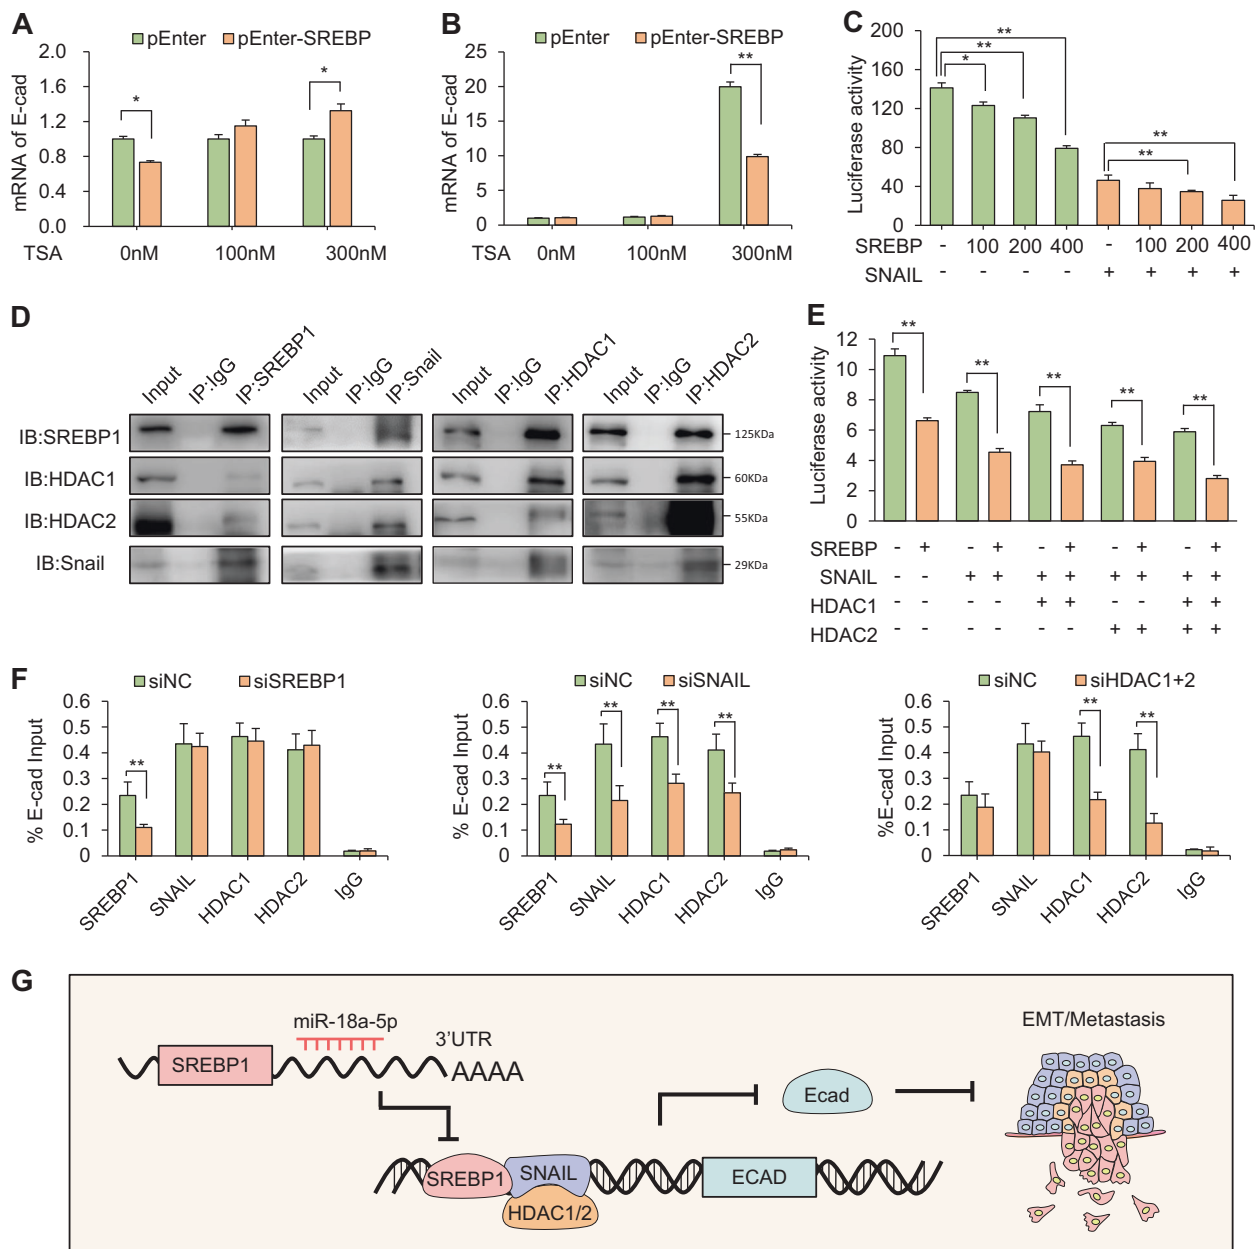 A
pEnter pEnter-SREBP
mRNA of E-cad
2.0
1.6
1.2
0.8
0.4
0.0
* *
TSA 0nM 100nM 300nM
B
pEnter pEnter-SREBP
mRNA of E-cad
25
20
15
10
5
0
**
TSA 0nM 100nM 300nM
C
Luciferase activity
200
160
120
80
40
0
**
**
*
**
**
SREBP - 100 200 400 - 100 200 400
SNAIL - - - - + + + +
D
Input IP:IgG IP:SREBP1 Input IP:IgG IP:Snail Input IP:IgG IP:HDAC1 Input IP:IgG IP:HDAC2
IB:SREBP1 125KDa
IB:HDAC1 60KDa
IB:HDAC2 55KDa
IB:Snail 29KDa
E
Luciferase activity
12
10
8
6
4
2
0
** ** ** ** **
SREBP - + - + - + - + - +
SNAIL - - + + + + + + + +
HDAC1 - - - - + + - - + +
HDAC2 - - - - - - + + + +
F
siNC siSREBP1
% E-cad Input
0.6
0.5
0.4
0.3
0.2
0.1
0
**
SREBP1 SNAIL HDAC1 HDAC2 IgG
siNC siSNAIL
% E-cad Input
0.6
0.5
0.4
0.3
0.2
0.1
0
** ** ** **
SREBP1 SNAIL HDAC1 HDAC2 IgG
siNC siHDAC1+2
%E-cad Input
0.6
0.5
0.4
0.3
0.2
0.1
0
** **
SREBP1 SNAIL HDAC1 HDAC2 IgG
G
miR-18a-5p
3'UTR
SREBP1
AAAA
EMT/Metastasis
Ecad
SREBP1
SNAIL
HDAC1/2
ECAD